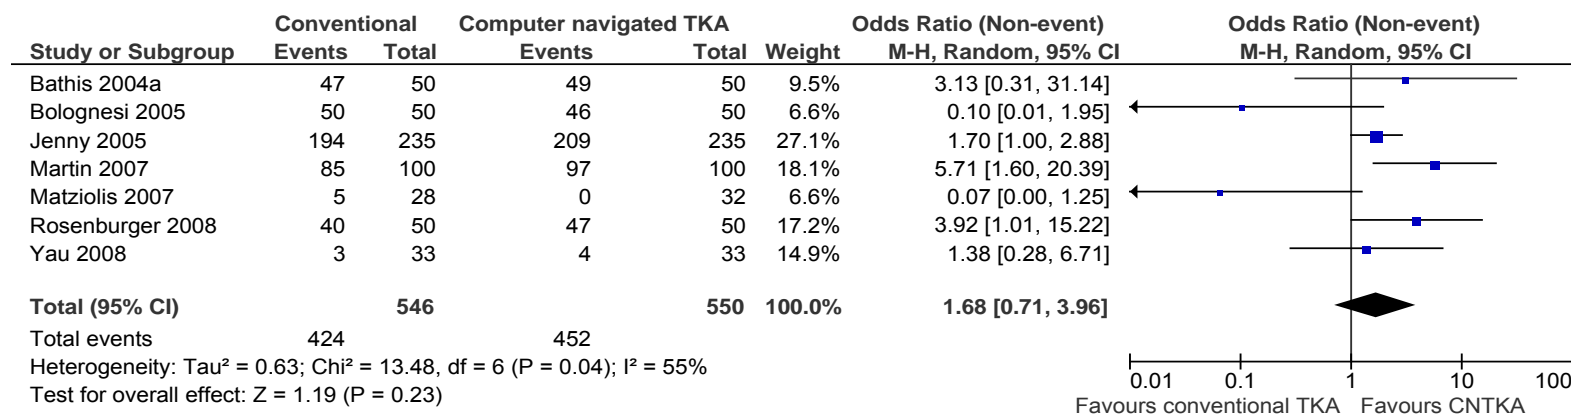 Conventional Computer navigated TKA Odds Ratio (Non-event) Odds Ratio (Non-event)
Study or Subgroup Events Total Events Total Weight M-H, Random, 95% CI M-H, Random, 95% CI
Bathis 2004a 47 50 49 50 9.5% 3.13 [0.31, 31.14]
Bolognesi 2005 50 50 46 50 6.6% 0.10 [0.01, 1.95]
Jenny 2005 194 235 209 235 27.1% 1.70 [1.00, 2.88]
Martin 2007 85 100 97 100 18.1% 5.71 [1.60, 20.39]
Matziolis 2007 5 28 0 32 6.6% 0.07 [0.00, 1.25]
Rosenburger 2008 40 50 47 50 17.2% 3.92 [1.01, 15.22]
Yau 2008 3 33 4 33 14.9% 1.38 [0.28, 6.71]
Total (95% CI) 546 550 100.0% 1.68 [0.71, 3.96]
Total events 424 452
Heterogeneity: Tau² = 0.63; Chi² = 13.48, df = 6 (P = 0.04); I² = 55%
Test for overall effect: Z = 1.19 (P = 0.23)
0.01 0.1 1 10 100
Favours conventional TKA Favours CNTKA